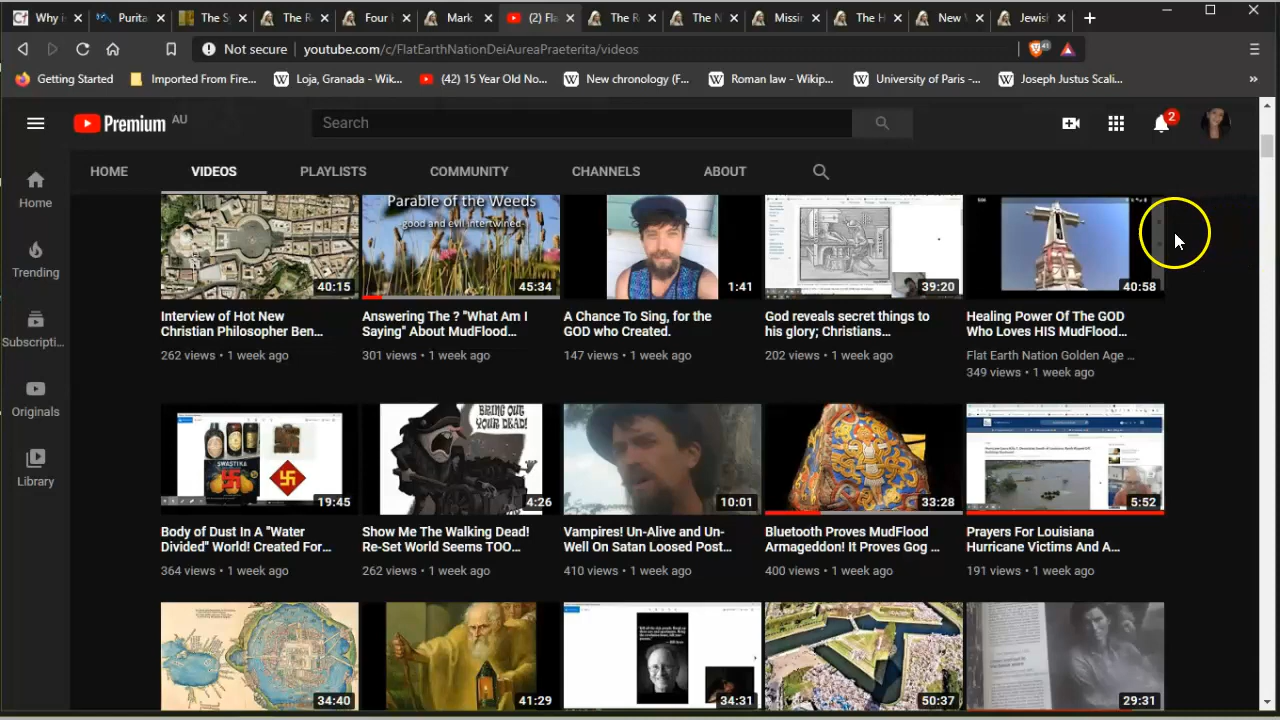 Why i
Purita
The S
The R
Four
Mark
(2) Fla
The R
The N
Missin
The H
New
Jewish
Not secure
youtube.com/c/FlatEarthNationDeiAureaPraeterita/videos
41
Getting Started
Imported From Fire...
Loja, Granada - Wik...
(42) 15 Year Old No...
New chronology (F...
Roman law - Wikip...
University of Paris -...
Joseph Justus Scali...
»
Premium AU
Search
2
HOME
VIDEOS
PLAYLISTS
COMMUNITY
CHANNELS
ABOUT
Home
Trending
Subscripti...
Originals
Library
Parable of the Weeds
-good and evil intertwined-
40:15
45:34
1:41
39:20
40:58
Interview of Hot New
Christian Philosopher Ben...
262 views • 1 week ago
Answering The ? "What Am I
Saying" About MudFlood...
301 views • 1 week ago
A Chance To Sing, for the
GOD who Created.
147 views • 1 week ago
God reveals secret things to
his glory; Christians...
202 views • 1 week ago
Healing Power Of The GOD
Who Loves HIS MudFlood...
Flat Earth Nation Golden Age ...
349 views • 1 week ago
SWASTIKA
BRING OUT
YOUR DEAD!
19:45
4:26
10:01
33:28
5:52
Body of Dust In A "Water
Divided" World! Created For...
364 views • 1 week ago
Show Me The Walking Dead!
Re-Set World Seems TOO...
262 views • 1 week ago
Vampires! Un-Alive and Un-
Well On Satan Loosed Post...
410 views • 1 week ago
Bluetooth Proves MudFlood
Armageddon! It Proves Gog ...
400 views • 1 week ago
Prayers For Louisiana
Hurricane Victims And A...
191 views • 1 week ago
34:40
41:29
34:31
50:37
29:31